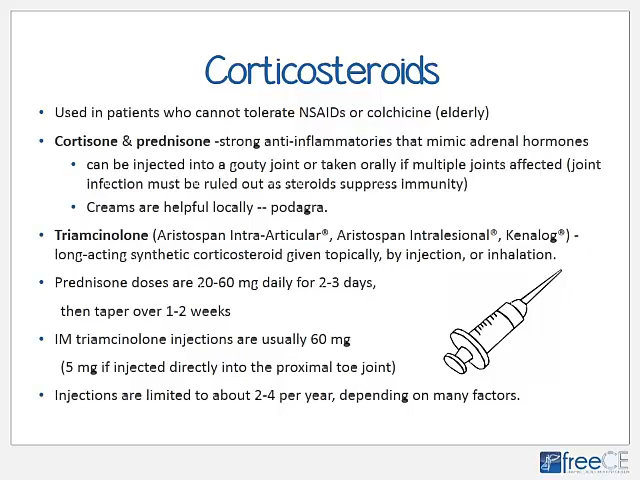 Corticosteroids
• Used in patients who cannot tolerate NSAIDs or colchicine (elderly)
• Cortisone & prednisone -strong anti-inflammatories that mimic adrenal hormones
• can be injected into a gouty joint or taken orally if multiple joints affected (joint
infection must be ruled out as steroids suppress immunity)
• Creams are helpful locally -- podagra.
• Triamcinolone (Aristospan Intra-Articular®, Aristospan Intralesional®, Kenalog®) -
long-acting synthetic corticosteroid given topically, by injection, or inhalation.
• Prednisone doses are 20-60 mg daily for 2-3 days,
then taper over 1-2 weeks
• IM triamcinolone injections are usually 60 mg
(5 mg if injected directly into the proximal toe joint)
• Injections are limited to about 2-4 per year, depending on many factors.
freeCE